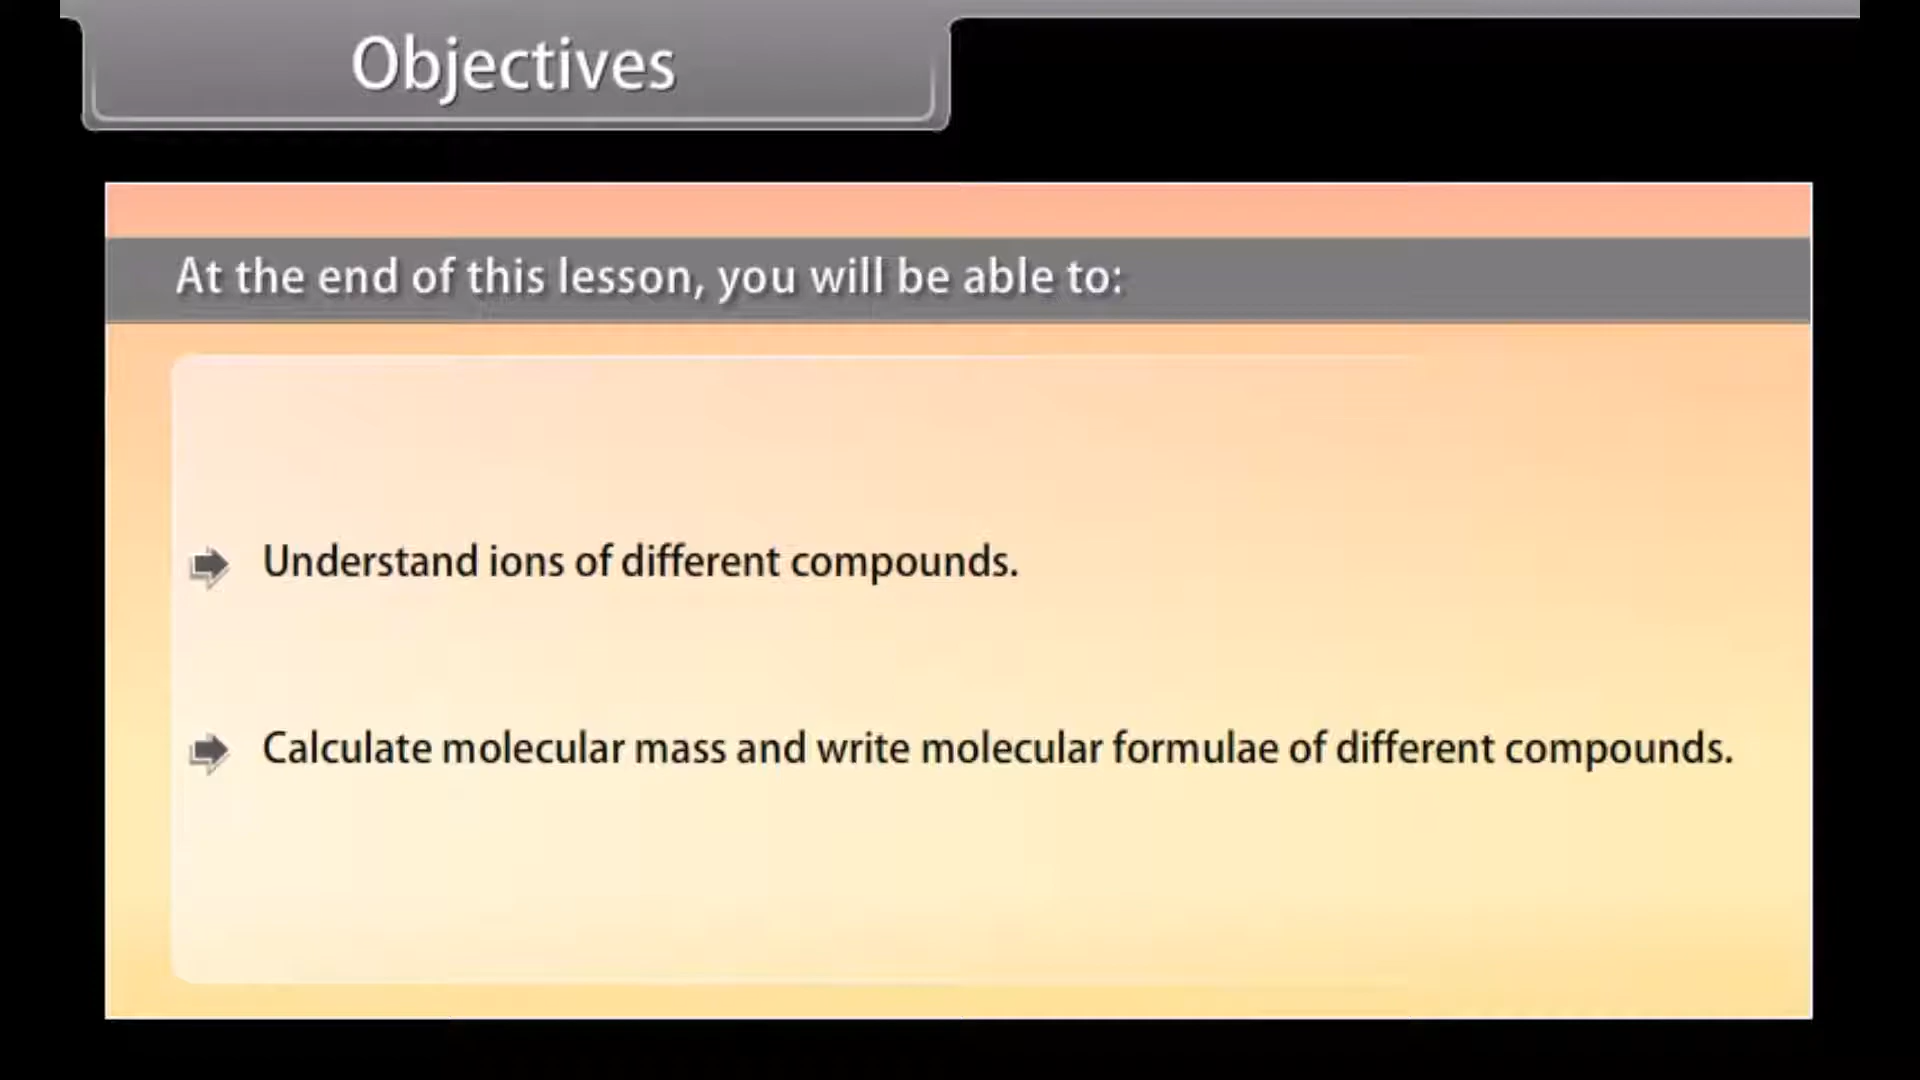 Objectives
At the end of this lesson, you will be able to:
Understand ions of different compounds.
Calculate molecular mass and write molecular formulae of different compounds.